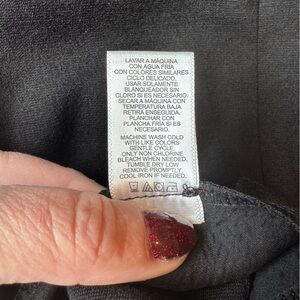 LAVAR A MÁQUINA
CON AGUA FRÍA
CON COLORES SIMILARES
CICLO DELICADO.
USAR SOLAMENTE
BLANQUEADOR SIN
CLORO SI ES NECESARIO.
SECAR A MÁQUINA EN
TEMPERATURA BAJA
RETIRA ENSEGUIDA.
PLANCHAR CON
PLANCHA FRÍA SI ES
NECESARIO.
MACHINE WASH COLD
WITH LIKE COLORS
GENTLE CYCLE.
ONLY NON CHLORINE
BLEACH WHEN NEEDED.
TUMBLE DRY LOW
REMOVE PROMPTLY.
COOL IRON IF NEEDED.